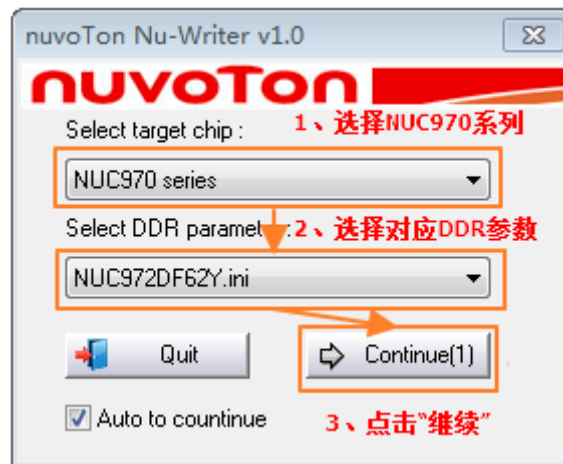 nuvoTon Nu-Writer v1.0
nuvoTon
Select target chip :
1、选择NUC970系列
NUC970 series
Select DDR parameter :
2、选择对应DDR参数
NUC972DF62Y.ini
Quit
Continue(1)
Auto to countinue
3、点击“继续”